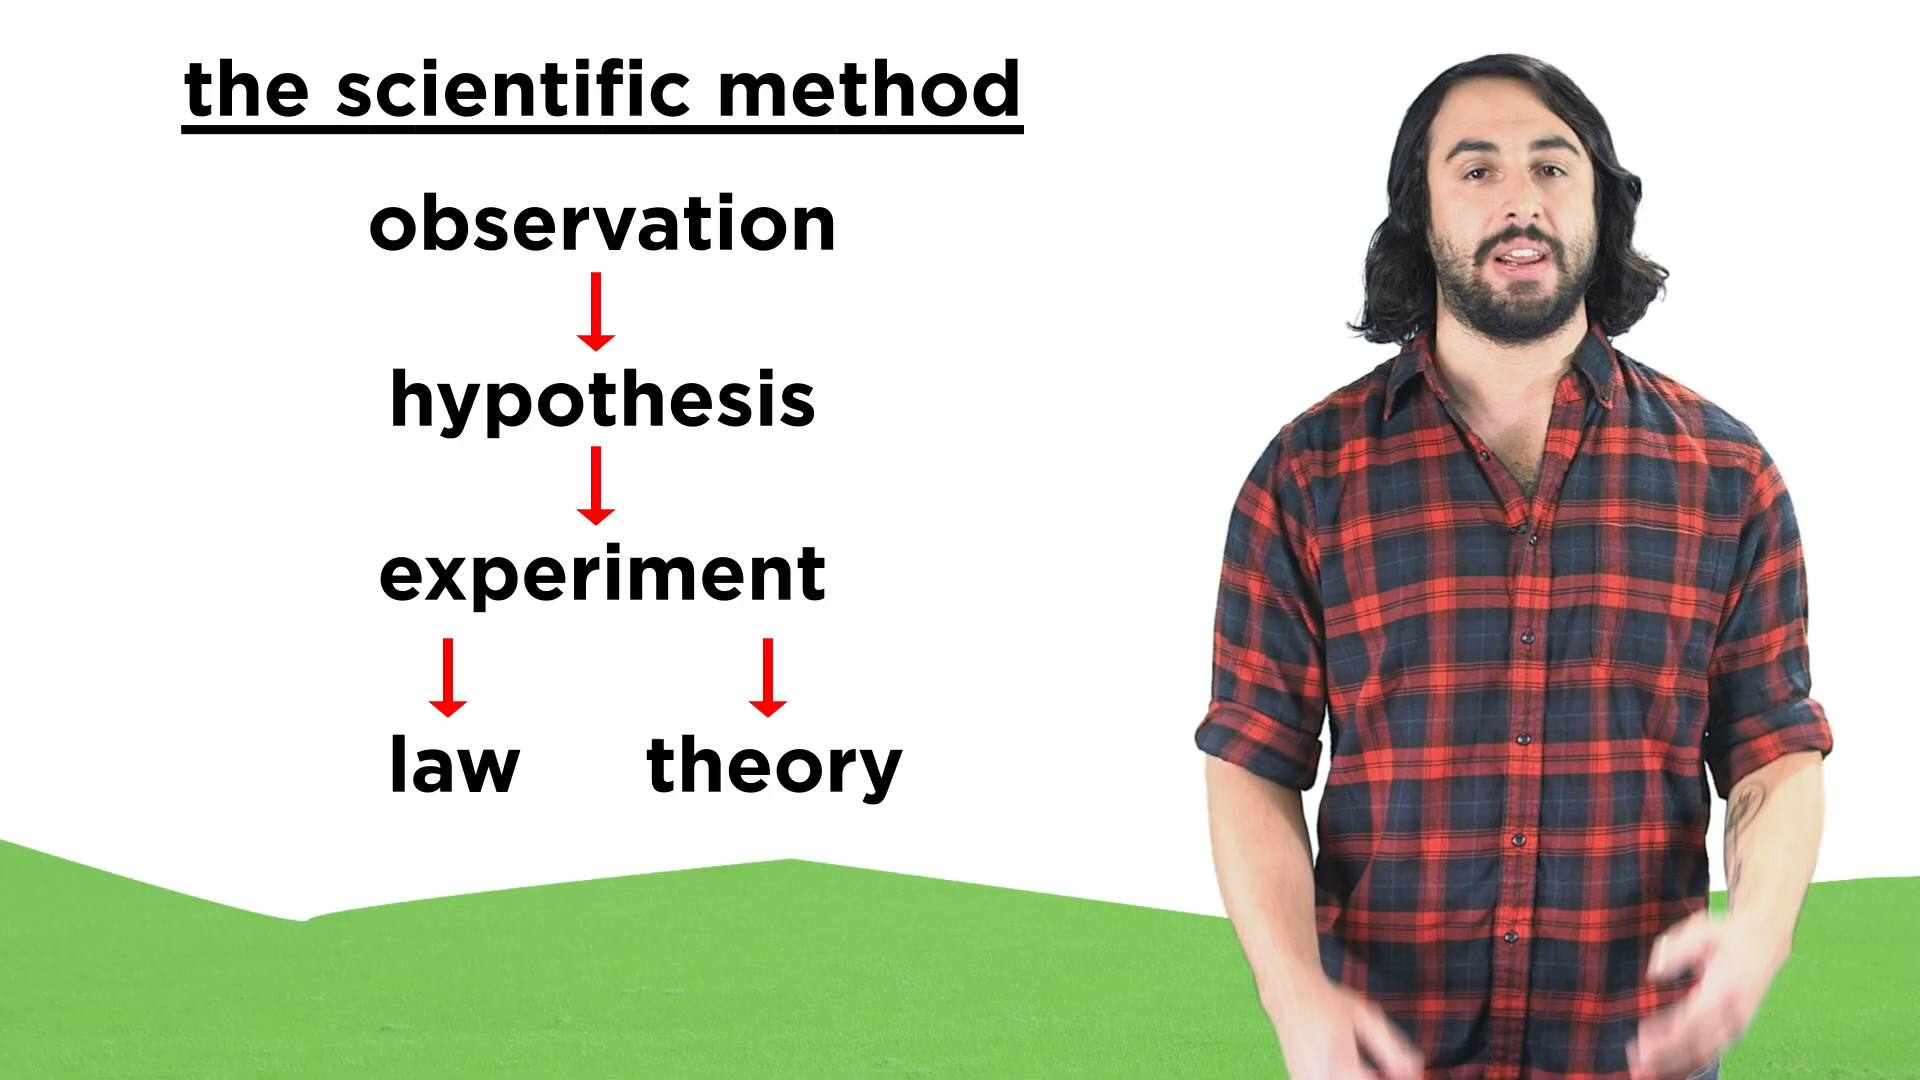 the scientific method
observation
hypothesis
experiment
law theory